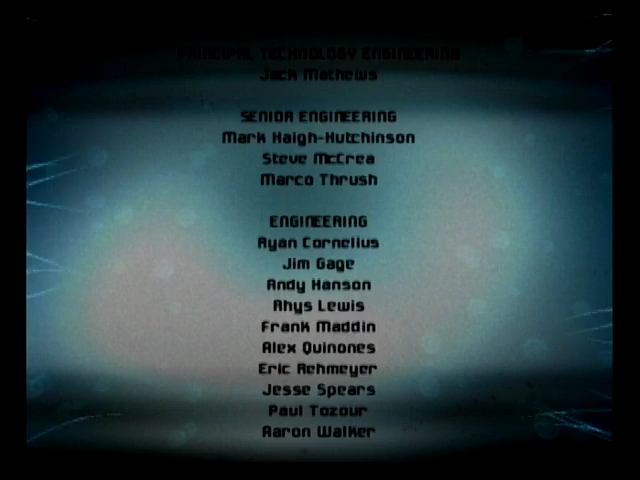 PRINCIPAL TECHNOLOGY ENGINEERING
Jack Mathews
SENIOR ENGINEERING
Mark Haigh-Hutchinson
Steve McCrea
Marco Thrush
ENGINEERING
Ryan Cornelius
Jim Gage
Andy Hanson
Rhys Lewis
Frank Maddin
Alex Quinones
Eric Rehmeyer
Jesse Spears
Paul Tozour
Aaron Walker